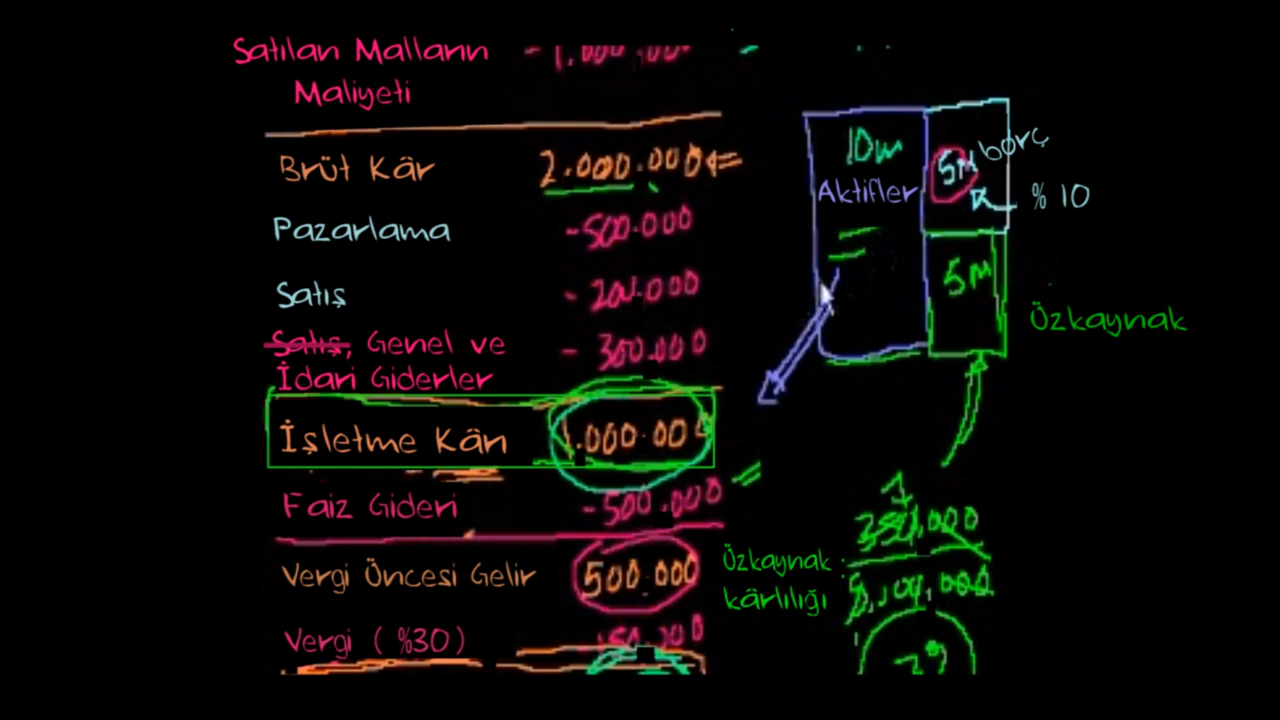 Satılan Malların
Maliyeti
Brüt Kâr 2.000.000
Pazarlama -500.000
Satış - 200.000
Satış, Genel ve
İdari Giderler - 300.000
İşletme Kârı 1.000.000
Faiz Gideri - 500.000
Vergi Öncesi Gelir 500.000
Vergi ( %30)
10m
Aktifler
5M borç
% 10
5M
Özkaynak
Özkaynak :
kârlılığı
350,000